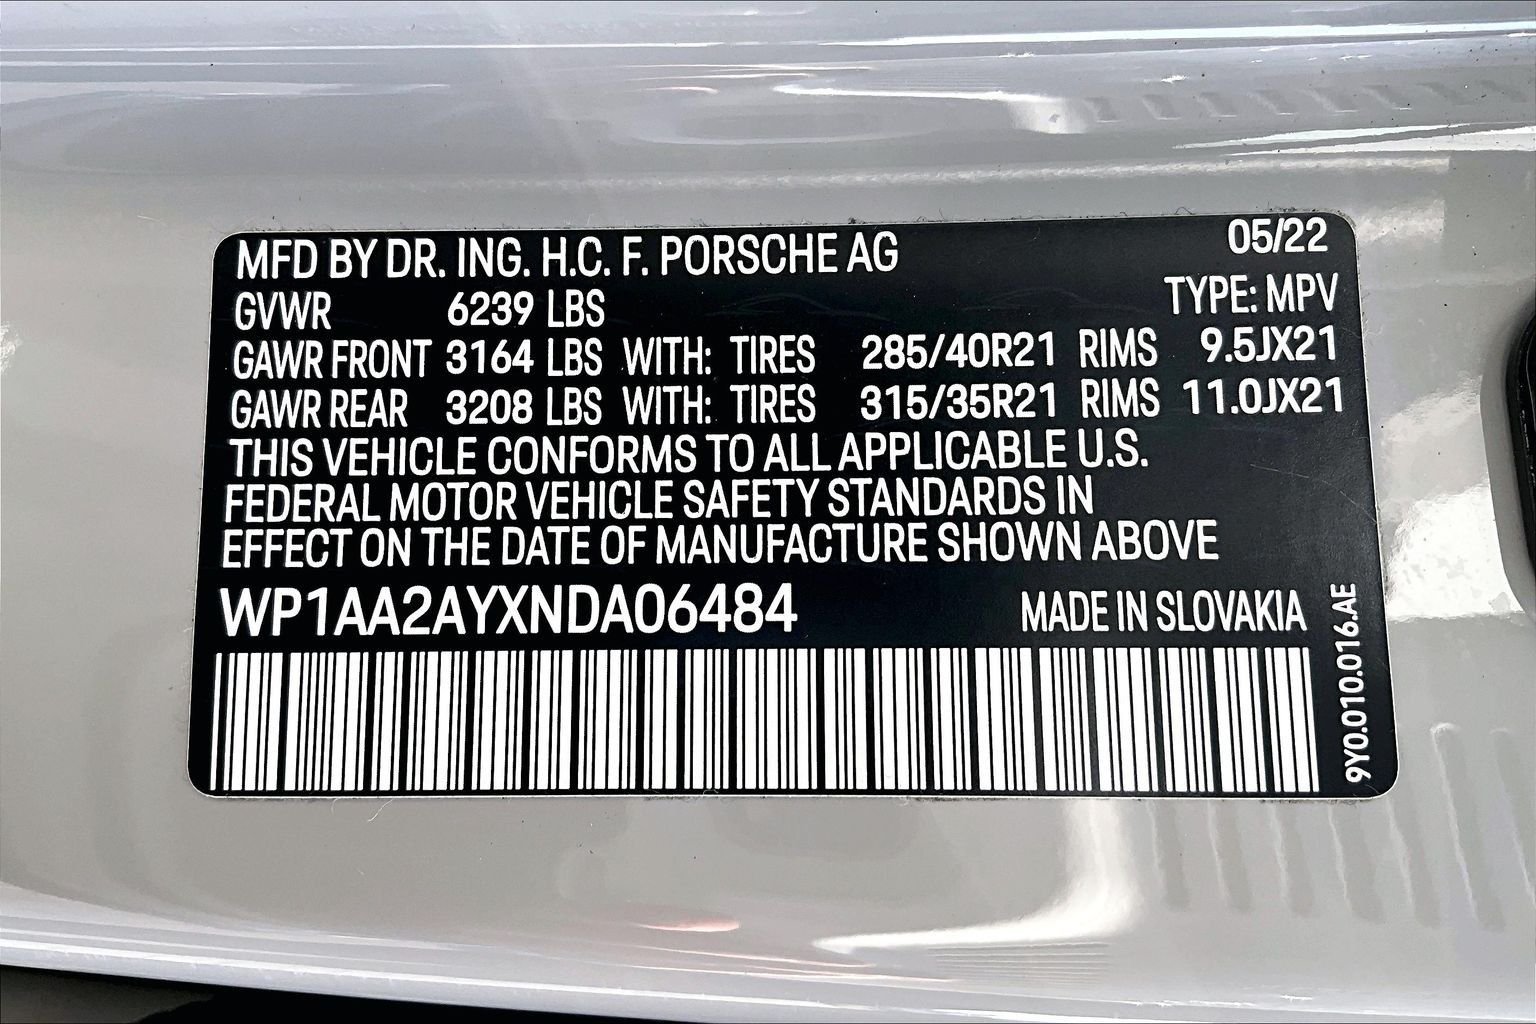 MFD BY DR. ING. H.C. F. PORSCHE AG 05/22
GVWR 6239 LBS TYPE: MPV
GAWR FRONT 3164 LBS WITH: TIRES 285/40R21 RIMS 9.5JX21
GAWR REAR 3208 LBS WITH: TIRES 315/35R21 RIMS 11.0JX21
THIS VEHICLE CONFORMS TO ALL APPLICABLE U.S.
FEDERAL MOTOR VEHICLE SAFETY STANDARDS IN
EFFECT ON THE DATE OF MANUFACTURE SHOWN ABOVE
WP1AA2AYXNDA06484 MADE IN SLOVAKIA
9Y0.010.016.AE